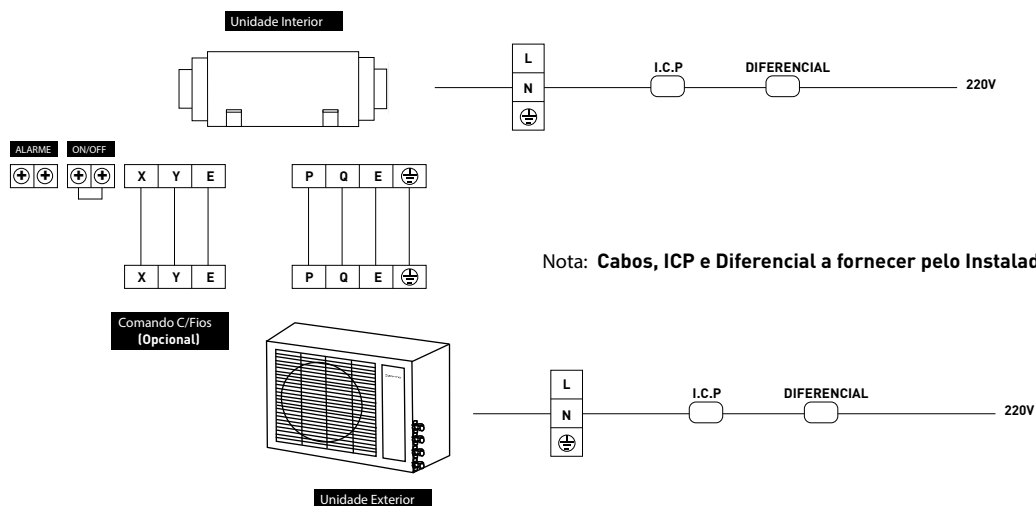 Unidade Interior
L
N
I.C.P
DIFERENCIAL
220V
ALARME
ON/OFF
X Y E
P Q E
X Y E
P Q E
Nota: Cabos, ICP e Diferencial a fornecer pelo Instalad
Comando C/Fios
(Opcional)
L
N
I.C.P
DIFERENCIAL
220V
Unidade Exterior